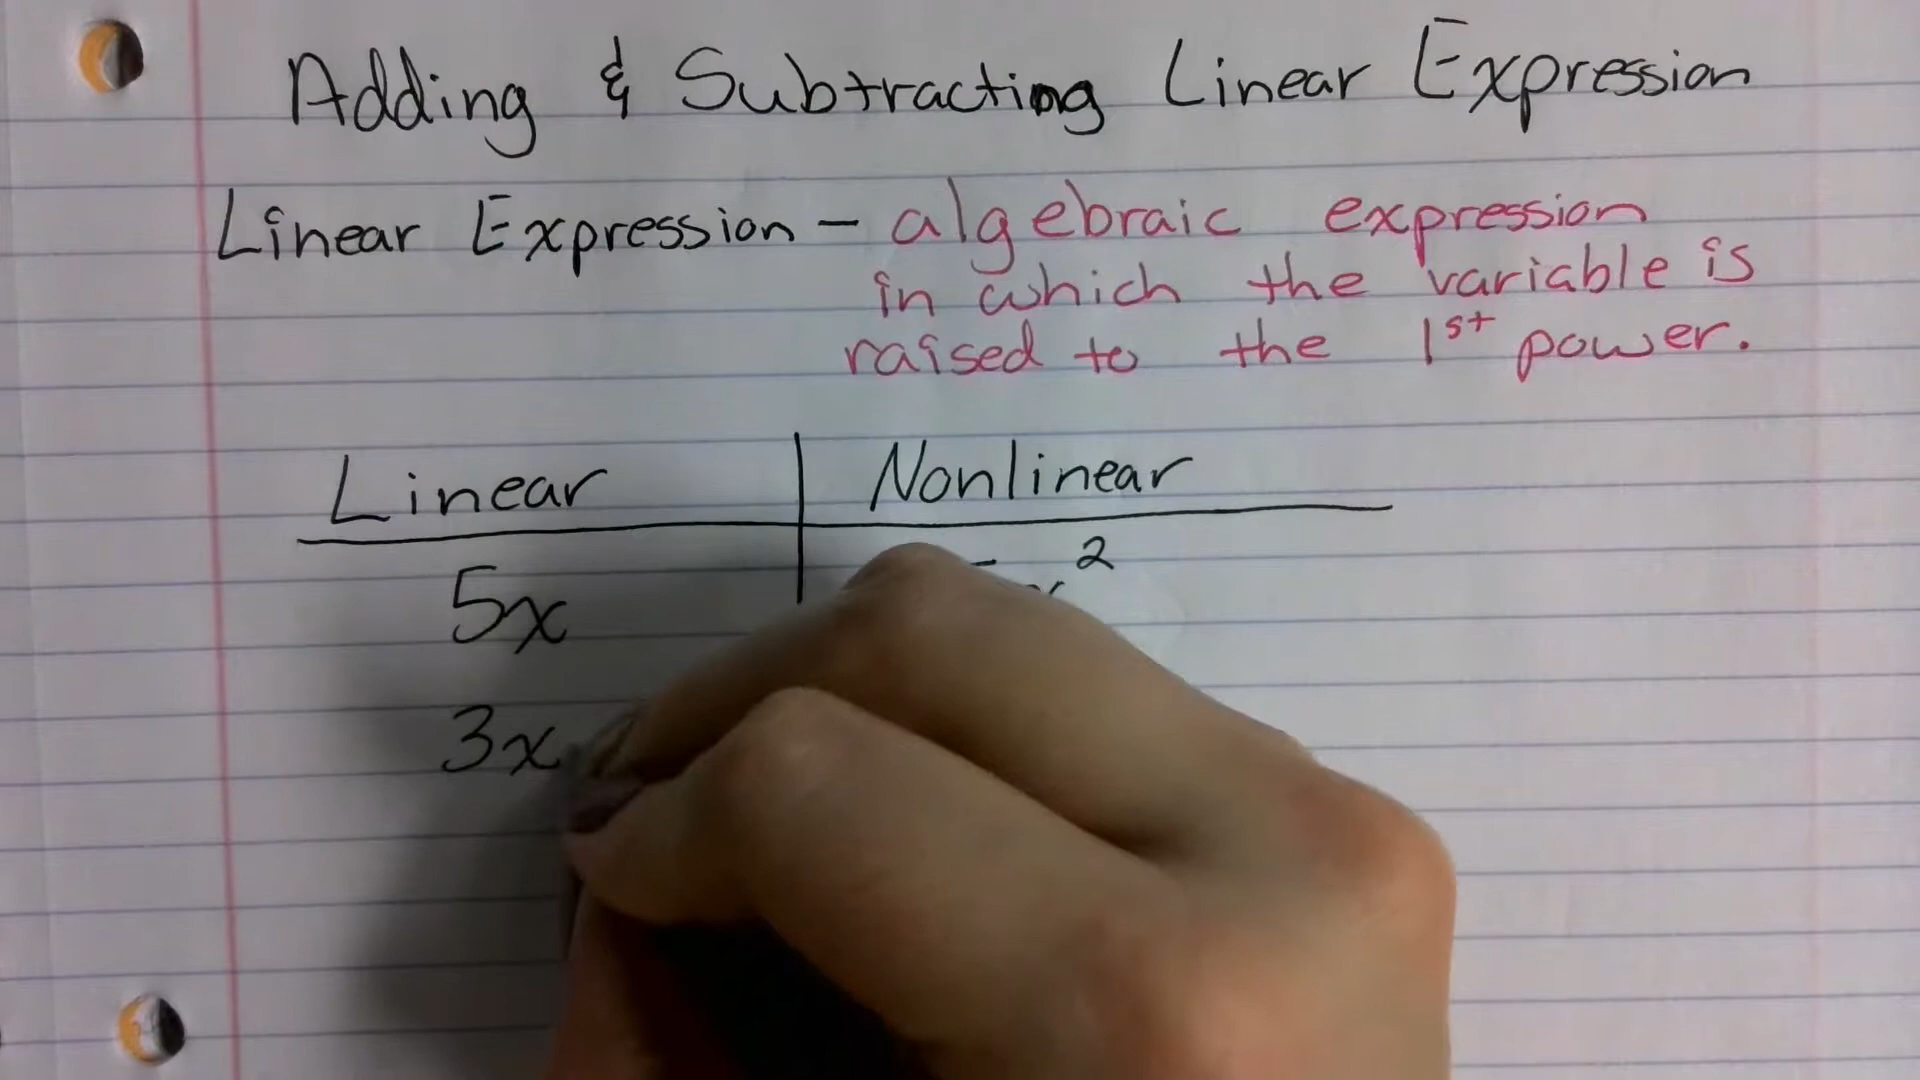 Adding & Subtracting Linear Expression
Linear Expression – algebraic expression
in which the variable is
raised to the 1st power.
Linear Nonlinear
5x 2
3x